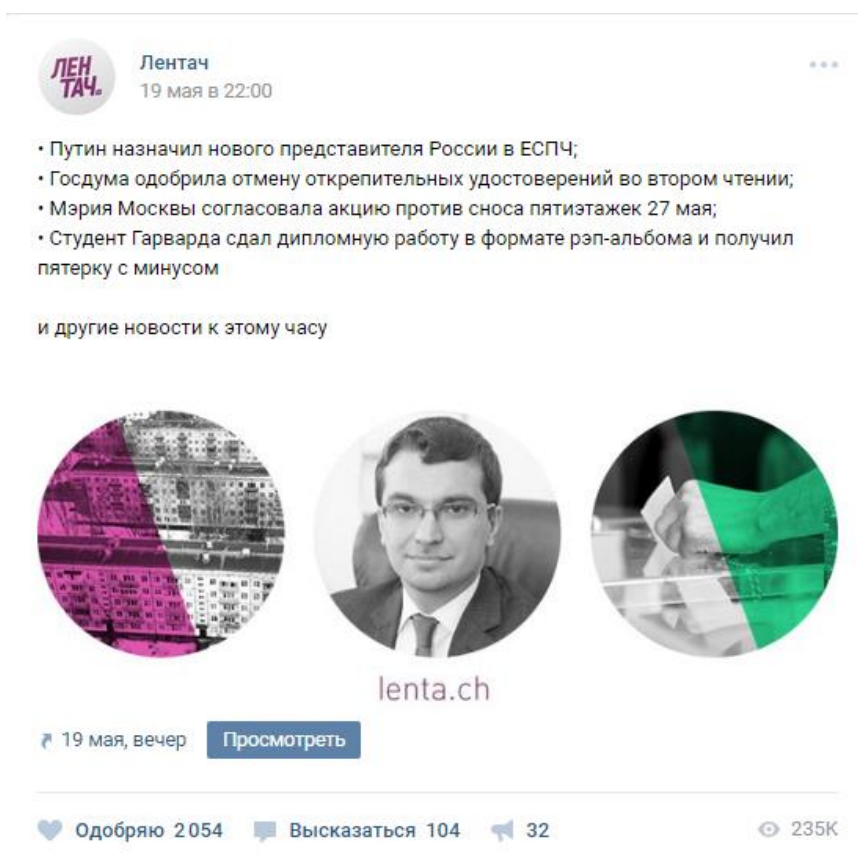 ЛЕН
ТАЧ.
Лентач
19 мая в 22:00
• Путин назначил нового представителя России в ЕСПЧ;
• Госдума одобрила отмену открепительных удостоверений во втором чтении;
• Мэрия Москвы согласовала акцию против сноса пятиэтажек 27 мая;
• Студент Гарварда сдал дипломную работу в формате рэп-альбома и получил
пятерку с минусом
и другие новости к этому часу
lenta.ch
19 мая, вечер Просмотреть
Одобряю 2 054 Высказаться 104 32 235K